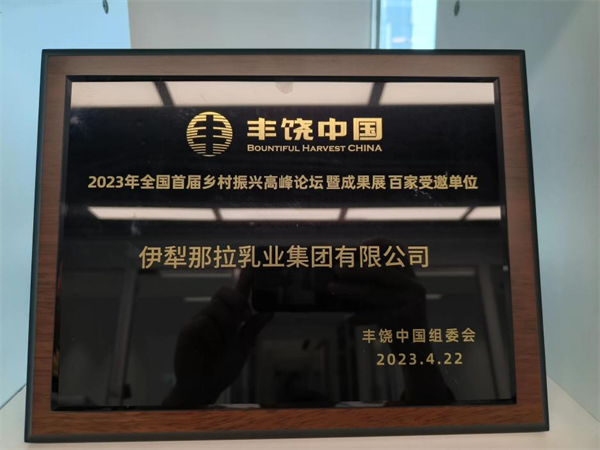 丰饶中国
BOUNTIFUL HARVEST CHINA
2023年全国首届乡村振兴高峰论坛暨成果展百家受邀单位
伊犁那拉乳业集团有限公司
丰饶中国组委会
2023.4.22